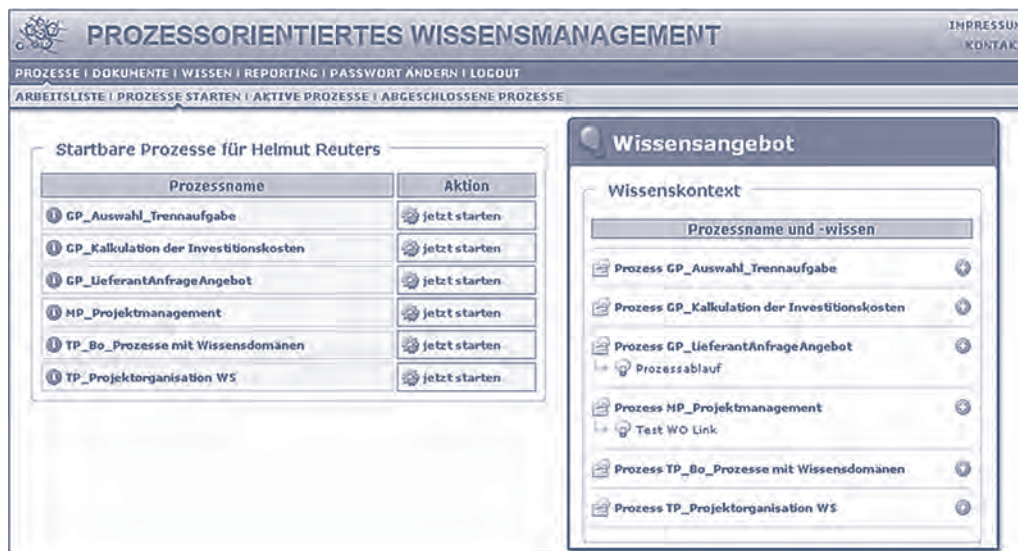 PROZESSORIENTIERTES WISSENSMANAGEMENT
IMPRESSUM
KONTAK
PROZESSE | DOKUMENTE | WISSEN | REPORTING | PASSWORT ÄNDERN | LOGOUT
ARBEITSLISTE | PROZESSE STARTEN | AKTIVE PROZESSE | ABGESCHLOSSENE PROZESSE
Startbare Prozesse für Helmut Reuters
Prozessname Aktion
GP_Auswahl_Trennaufgabe jetzt starten
GP_Kalkulation der Investitionskosten jetzt starten
GP_LieferantAnfrageAngebot jetzt starten
MP_Projektmanagement jetzt starten
TP_Bo_Prozesse mit Wissensdomänen jetzt starten
TP_Projektorganisation WS jetzt starten
Wissensangebot
Wissenskontext
Prozessname und -wissen
Prozess GP_Auswahl_Trennaufgabe
Prozess GP_Kalkulation der Investitionskosten
Prozess GP_LieferantAnfrageAngebot
Prozessablauf
Prozess MP_Projektmanagement
Test WO Link
Prozess TP_Bo_Prozesse mit Wissensdomänen
Prozess TP_Projektorganisation WS